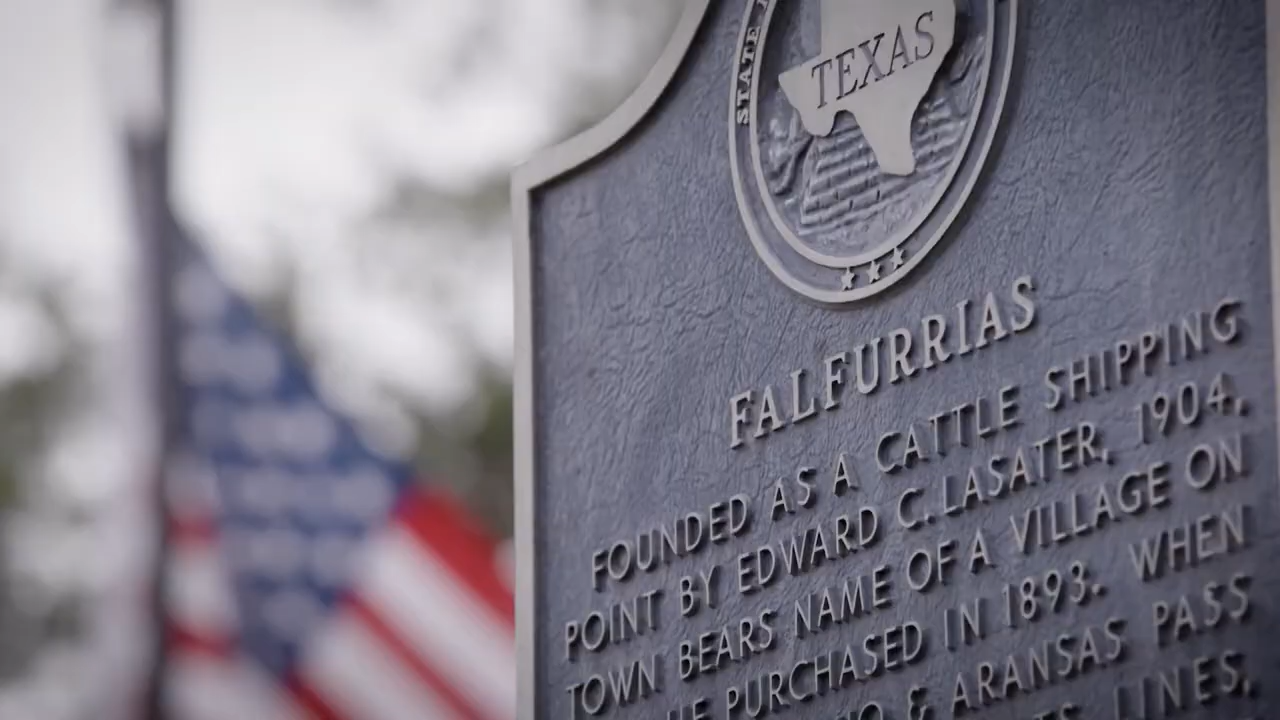 STATE
TEXAS
FALFURRIAS
FOUNDED AS A CATTLE SHIPPING
POINT BY EDWARD C. LASATER, 1904.
TOWN BEARS NAME OF A VILLAGE ON
PURCHASED IN 1893. WHEN
& ARANSAS PASS
LINES,